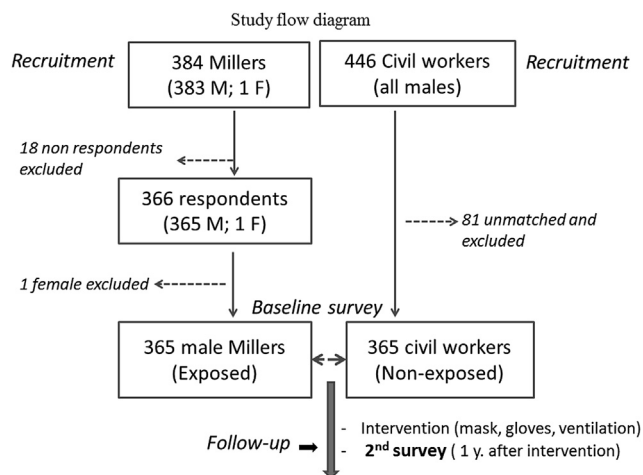 Study flow diagram
Recruitment
384 Millers
(383 M; 1 F)
446 Civil workers
(all males)
Recruitment
18 non respondents
excluded
366 respondents
(365 M; 1 F)
81 unmatched and
excluded
1 female excluded
Baseline survey
365 male Millers
(Exposed)
365 civil workers
(Non-exposed)
Follow-up
- Intervention (mask, gloves, ventilation)
- 2nd survey ( 1 y. after intervention)